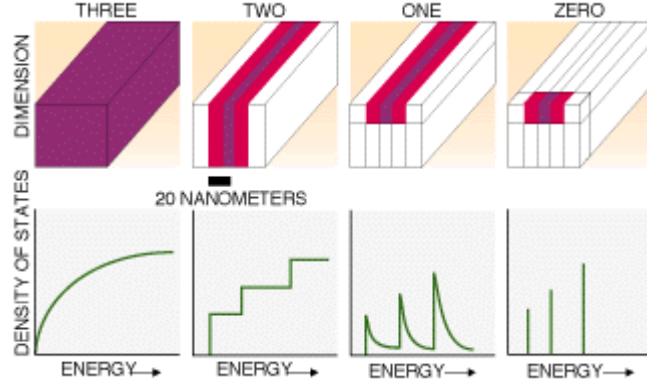 THREE
TWO
ONE
ZERO
DIMENSION
20 NANOMETERS
DENSITY OF STATES
ENERGY
ENERGY
ENERGY
ENERGY